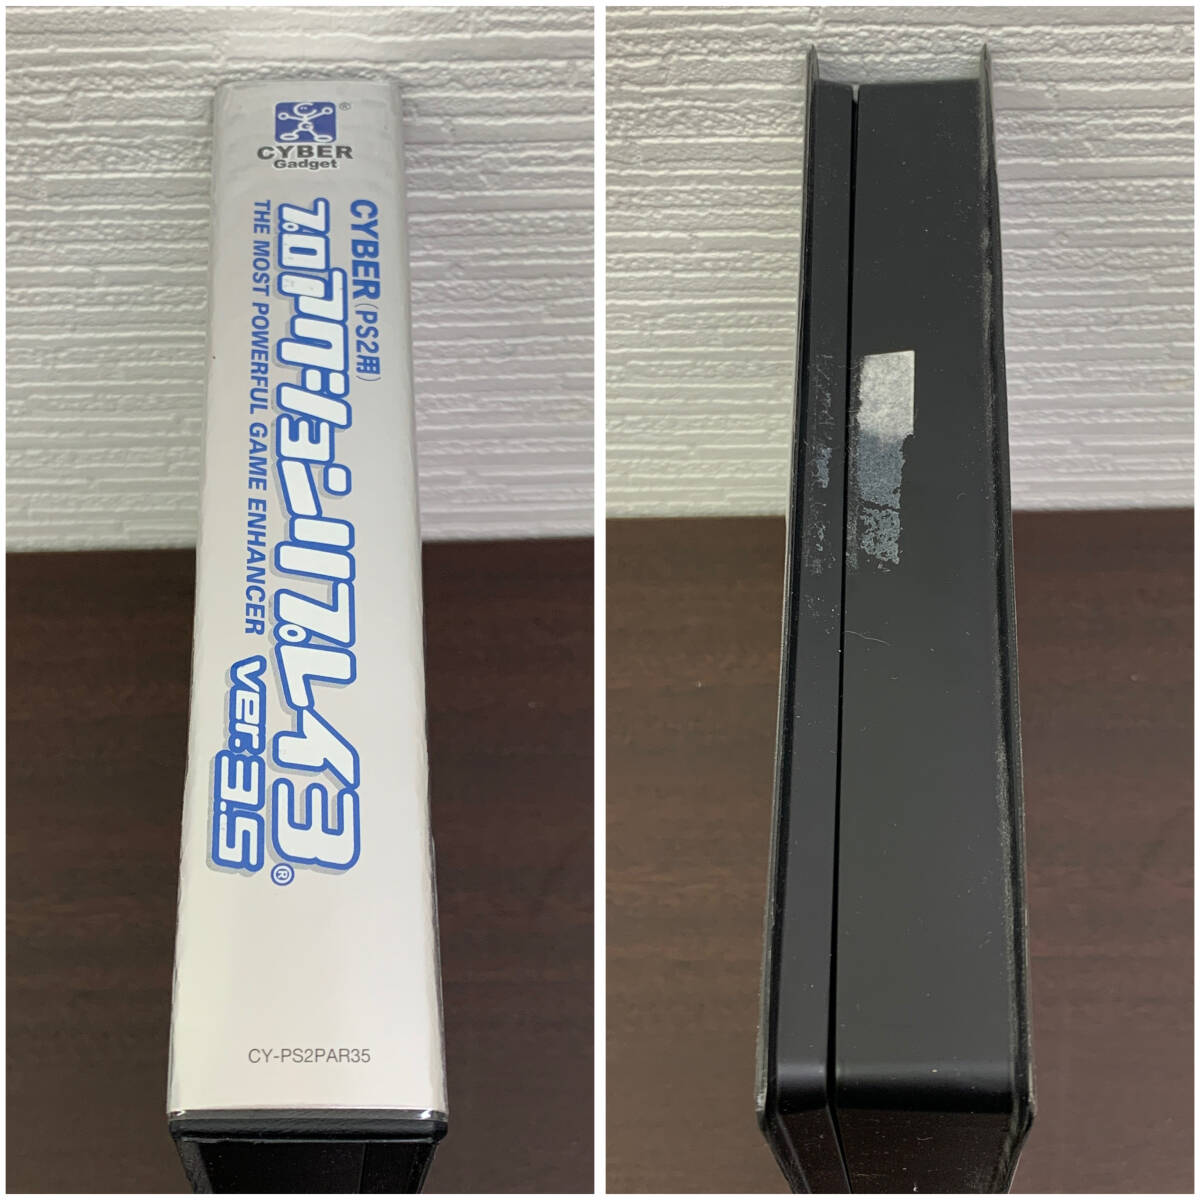 ®
CYBER
Gadget
CYBER(PS2用)
プロアクションリプレイ3®
THE MOST POWERFUL GAME ENHANCER
ver.3.5
CY-PS2PAR35